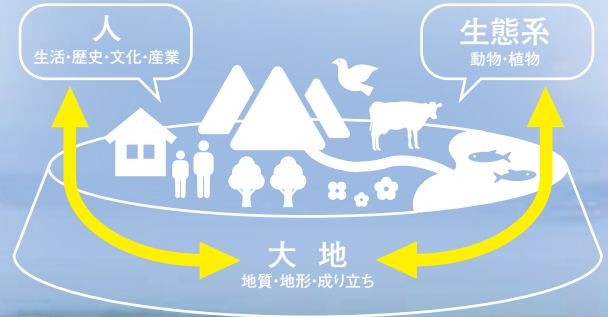 人
生活・歴史・文化・産業
生態系
動物・植物
大地
地質・地形・成り立ち